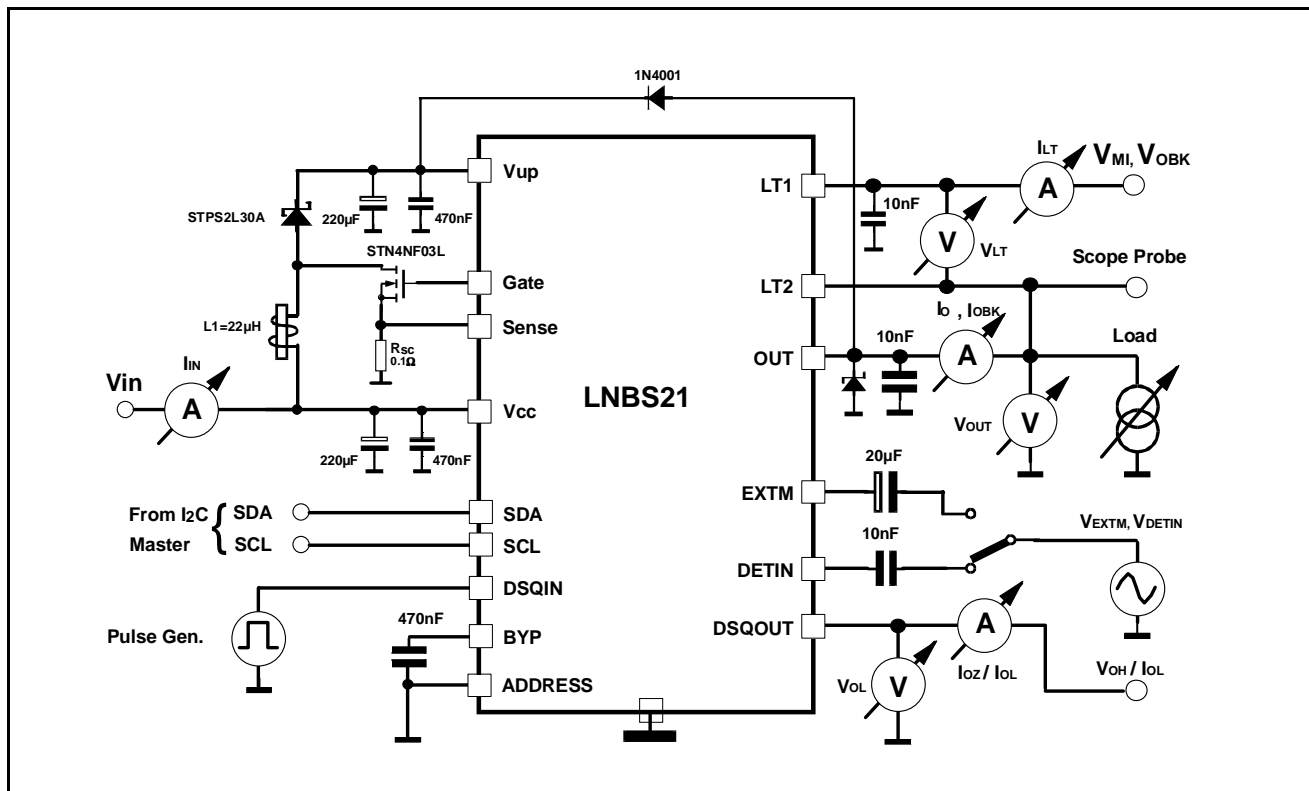 1N4001
ILT
VMI, VOBK
Vup
LT1
A
10nF
220µF
470nF
STPS2L30A
V
VLT
STN4NF03L
Scope Probe
Gate
LT2
IO , IOBK
L1=22µH
Sense
Load
10nF
RSC
0.1Ω
OUT
A
IIN
Vin
LNBS21
A
Vcc
VOUT
V
220µF
470nF
20µF
EXTM
From I2C
SDA
SDA
VEXTM, VDETIN
10nF
Master
SCL
SCL
DETIN
DSQIN
470nF
Pulse Gen.
BYP
DSQOUT
A
ADDRESS
VOL
V
IOZ / IOL
VOH / IOL